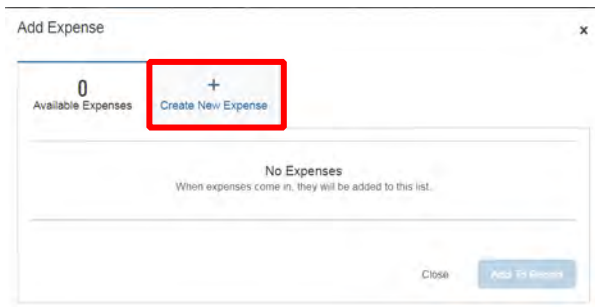 Add Expense
x
0
Available Expenses
+
Create New Expense
No Expenses
When expenses come in, they will be added to this list.
Close
Add To Report